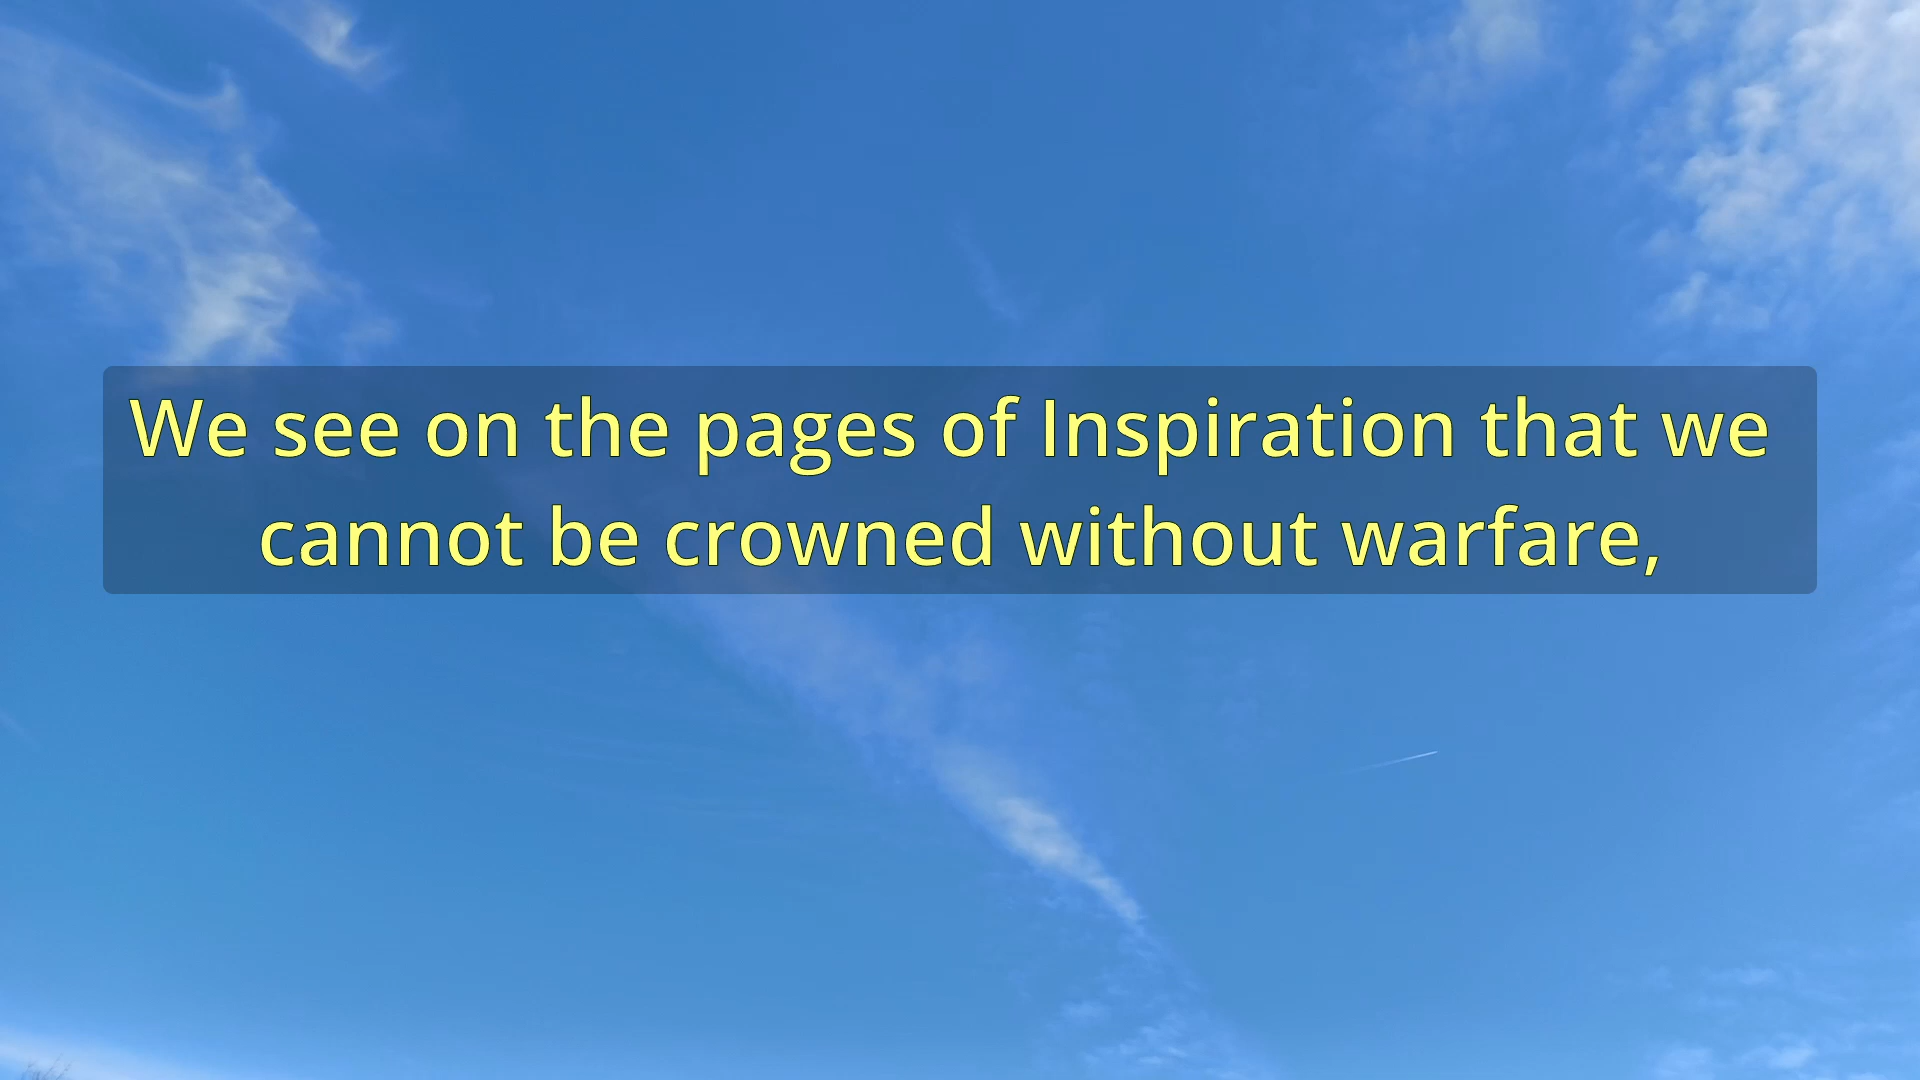 We see on the pages of Inspiration that we
cannot be crowned without warfare,